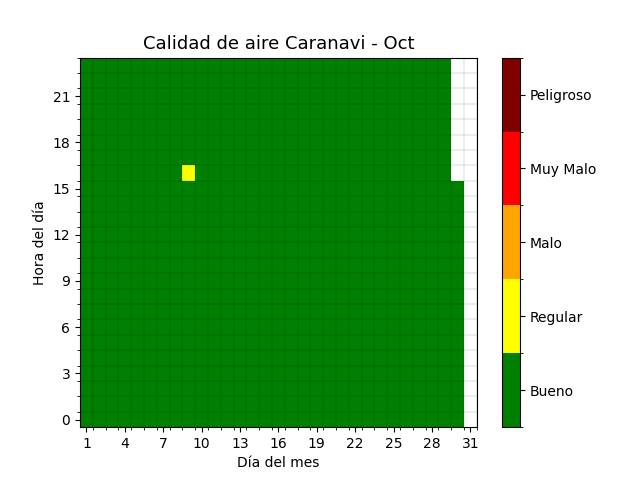 Calidad de aire Caranavi - Oct
Hora del día
21
18
15
12
9
6
3
0
1 4 7 10 13 16 19 22 25 28 31
Día del mes
Peligroso
Muy Malo
Malo
Regular
Bueno